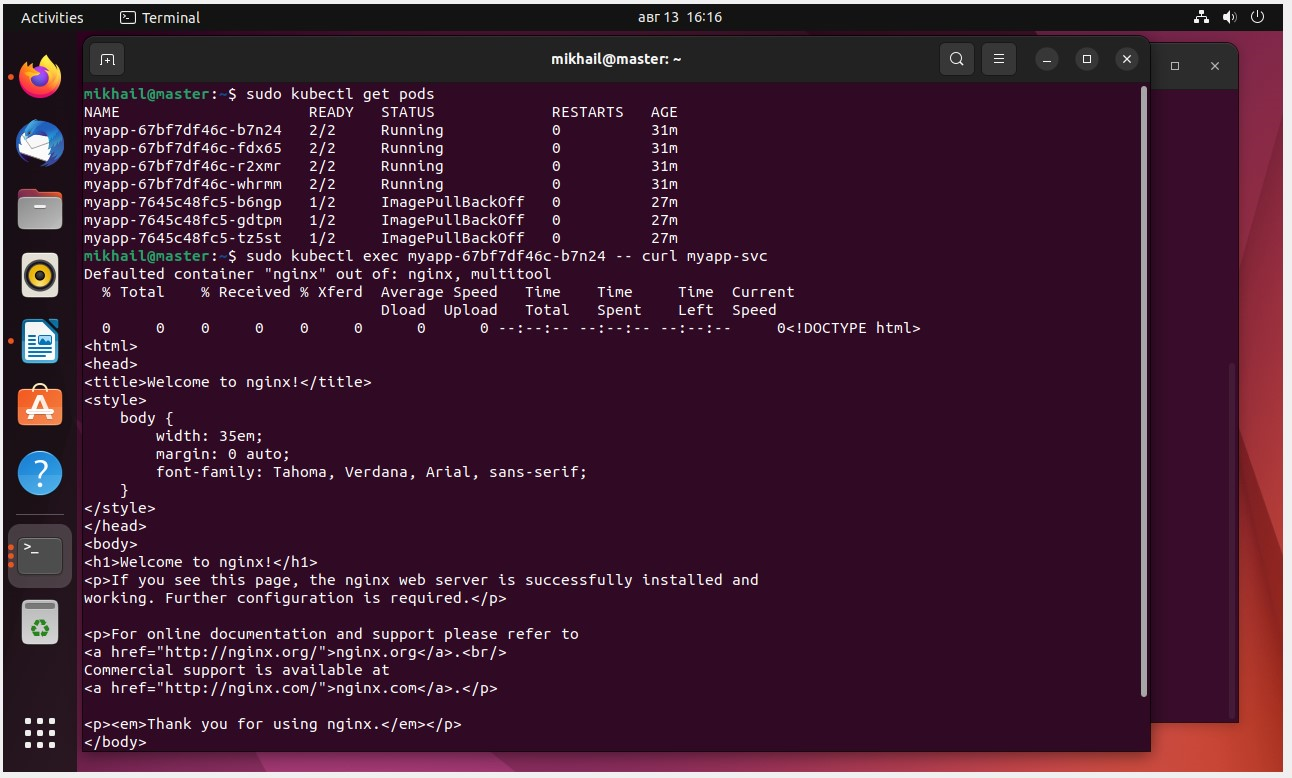 Activities
Terminal
авг 13 16:16
mikhail@master: ~
mikhail@master:~$ sudo kubectl get pods
NAME                     READY   STATUS             RESTARTS   AGE
myapp-67bf7df46c-b7n24   2/2     Running            0          31m
myapp-67bf7df46c-fdx65   2/2     Running            0          31m
myapp-67bf7df46c-r2xmr   2/2     Running            0          31m
myapp-67bf7df46c-whrmm   2/2     Running            0          31m
myapp-7645c48fc5-b6ngp   1/2     ImagePullBackOff   0          27m
myapp-7645c48fc5-gdtpm   1/2     ImagePullBackOff   0          27m
myapp-7645c48fc5-tz5st   1/2     ImagePullBackOff   0          27m
mikhail@master:~$ sudo kubectl exec myapp-67bf7df46c-b7n24 -- curl myapp-svc
Defaulted container "nginx" out of: nginx, multitool
  % Total    % Received % Xferd  Average Speed   Time    Time     Time  Current
                                 Dload  Upload   Total   Spent    Left  Speed
  0     0    0     0    0     0      0      0 --:--:-- --:--:-- --:--:--     0<!DOCTYPE html>
<html>
<head>
<title>Welcome to nginx!</title>
<style>
    body {
        width: 35em;
        margin: 0 auto;
        font-family: Tahoma, Verdana, Arial, sans-serif;
    }
</style>
</head>
<body>
<h1>Welcome to nginx!</h1>
<p>If you see this page, the nginx web server is successfully installed and
working. Further configuration is required.</p>

<p>For online documentation and support please refer to
<a href="http://nginx.org/">nginx.org</a>.<br/>
Commercial support is available at
<a href="http://nginx.com/">nginx.com</a>.</p>

<p><em>Thank you for using nginx.</em></p>
</body>